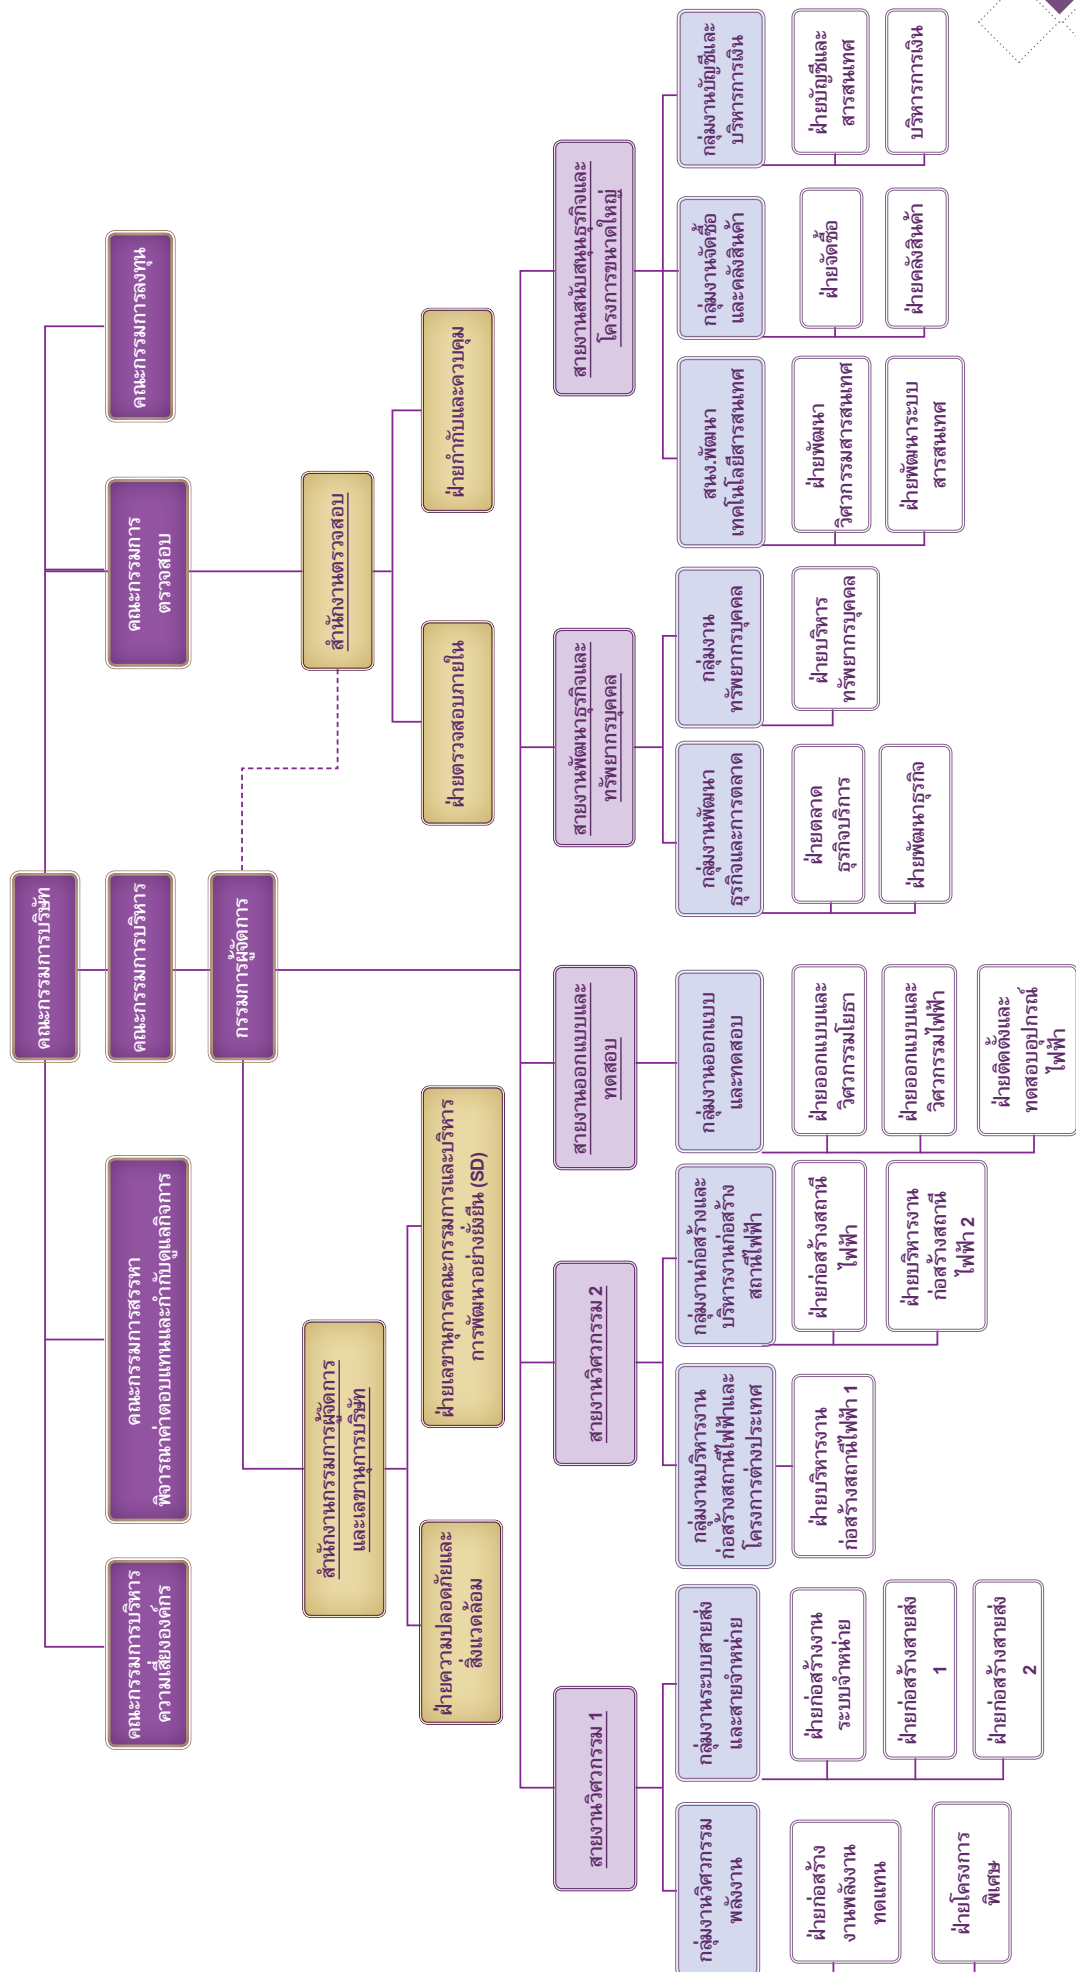 คณะกรรมการบริษัท
คณะกรรมการบริหาร
ความเสี่ยงองค์กร
คณะกรรมการสรรหา
พิจารณาค่าตอบแทนและกำกับดูแลกิจการ
คณะกรรมการบริหาร
คณะกรรมการ
ตรวจสอบ
คณะกรรมการลงทุน
กรรมการผู้จัดการ
สำนักงานกรรมการผู้จัดการ
และเลขานุการบริษัท
สำนักงานตรวจสอบ
ฝ่ายความปลอดภัยและ
สิ่งแวดล้อม
ฝ่ายเลขานุการคณะกรรมการและบริหาร
การพัฒนาอย่างยั่งยืน (SD)
ฝ่ายตรวจสอบภายใน
ฝ่ายกำกับและควบคุม
สายงานวิศวกรรม 1
สายงานวิศวกรรม 2
สายงานออกแบบและ
ทดสอบ
สายงานพัฒนาธุรกิจและ
ทรัพยากรบุคคล
สายงานสนับสนุนธุรกิจและ
โครงการขนาดใหญ่
กลุ่มงานวิศวกรรม
พลังงาน
กลุ่มงานระบบสายส่ง
และสายจำหน่าย
กลุ่มงานบริหารงาน
ก่อสร้างสถานีไฟฟ้าและ
โครงการต่างประเทศ
กลุ่มงานก่อสร้างและ
บริหารงานก่อสร้าง
สถานีไฟฟ้า
กลุ่มงานออกแบบ
และทดสอบ
กลุ่มงานพัฒนา
ธุรกิจและการตลาด
กลุ่มงาน
ทรัพยากรบุคคล
สนง.พัฒนา
เทคโนโลยีสารสนเทศ
กลุ่มงานจัดซื้อ
และคลังสินค้า
กลุ่มงานบัญชีและ
บริหารการเงิน
ฝ่ายก่อสร้าง
งานพลังงาน
ทดแทน
ฝ่ายโครงการ
พิเศษ
ฝ่ายก่อสร้างงาน
ระบบจำหน่าย
ฝ่ายก่อสร้างสายส่ง
1
ฝ่ายก่อสร้างสายส่ง
2
ฝ่ายบริหารงาน
ก่อสร้างสถานีไฟฟ้า 1
ฝ่ายก่อสร้างสถานี
ไฟฟ้า
ฝ่ายบริหารงาน
ก่อสร้างสถานี
ไฟฟ้า 2
ฝ่ายออกแบบและ
วิศวกรรมโยธา
ฝ่ายออกแบบและ
วิศวกรรมไฟฟ้า
ฝ่ายติดตั้งและ
ทดสอบอุปกรณ์
ไฟฟ้า
ฝ่ายตลาด
ธุรกิจบริการ
ฝ่ายพัฒนาธุรกิจ
ฝ่ายบริหาร
ทรัพยากรบุคคล
ฝ่ายพัฒนา
วิศวกรรมสารสนเทศ
ฝ่ายพัฒนาระบบ
สารสนเทศ
ฝ่ายจัดซื้อ
ฝ่ายคลังสินค้า
ฝ่ายบัญชีและ
สารสนเทศ
บริหารการเงิน